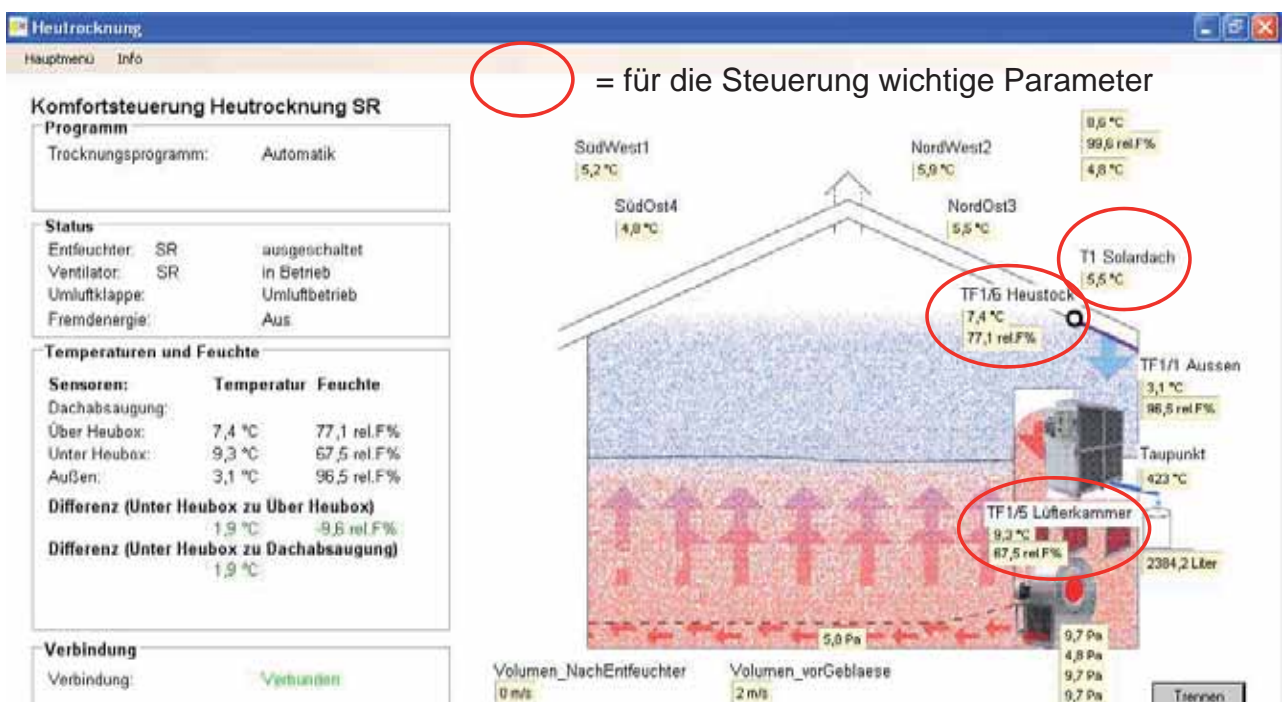 Heutrocknung
Hauptmenü Info
= für die Steuerung wichtige Parameter
Komfortsteuerung Heutrocknung SR
Programm
Trocknungsprogramm: Automatik
Status
Entfeuchter: SR ausgeschaltet
Ventilator: SR in Betrieb
Umluftklappe: Umluftbetrieb
Fremdenergie: Aus
Temperaturen und Feuchte
Sensoren: Temperatur Feuchte
Dachabsaugung:
Über Heubox: 7,4 °C 77,1 rel.F%
Unter Heubox: 9,3 °C 67,5 rel.F%
Außen: 3,1 °C 96,5 rel.F%
Differenz (Unter Heubox zu Über Heubox)
1,9 °C -9,6 rel.F%
Differenz (Unter Heubox zu Dachabsaugung)
1,9 °C
Verbindung
Verbindung: Verbunden
SüdWest1
5,2 °C
NordWest2
5,9 °C
8,6 °C
99,6 rel.F%
4,8 °C
SüdOst4
4,8 °C
NordOst3
5,5 °C
T1 Solardach
5,5 °C
TF1/6 Heustock
7,4 °C
77,1 rel.F%
TF1/1 Aussen
3,1 °C
96,5 rel.F%
Taupunkt
423 °C
TF1/5 Lüfterkammer
9,3 °C
67,5 rel.F%
2384,2 Liter
5,0 Pa
9,7 Pa
4,8 Pa
9,7 Pa
9,7 Pa
Volumen_NachEntfeuchter
0 m/s
Volumen_vorGeblaese
2 m/s
Trennen